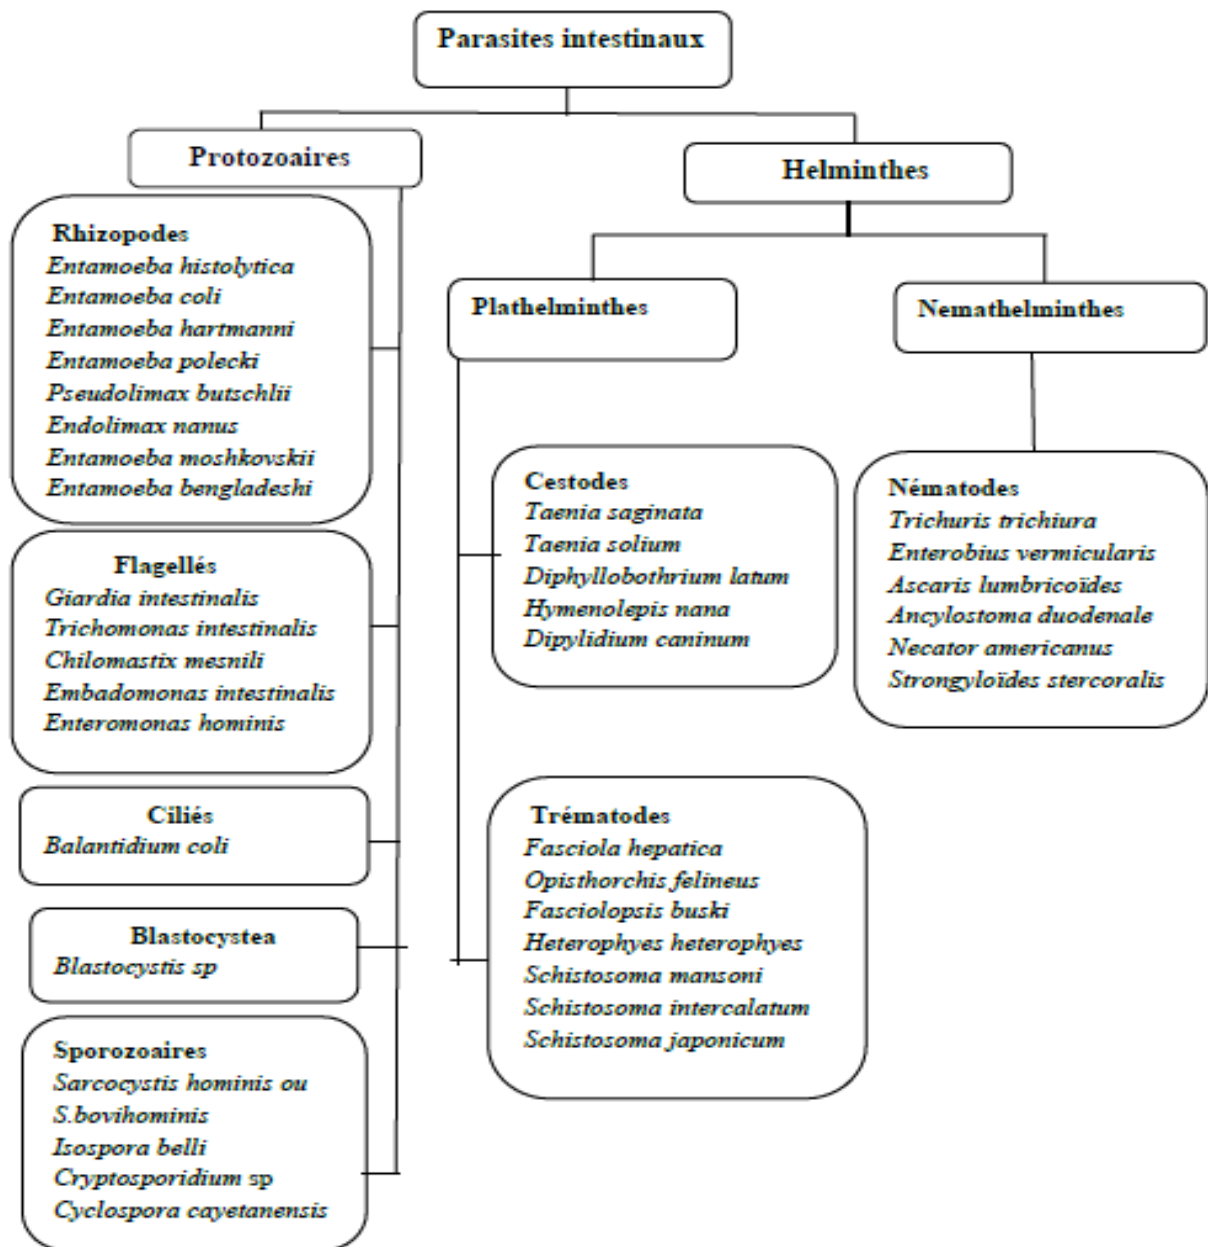 Parasites intestinaux
Protozoaires
Helminthes
Rhizopodes
Entamoeba histolytica
Entamoeba coli
Entamoeba hartmanni
Entamoeba polecki
Pseudolimax butschlii
Endolimax nanus
Entamoeba moshkovskii
Entamoeba bengladeshi
Flagellés
Giardia intestinalis
Trichomonas intestinalis
Chilomastix mesnili
Embadomonas intestinalis
Enteromonas hominis
Ciliés
Balantidium coli
Blastocystea
Blastocystis sp
Sporozoaires
Sarcocystis hominis ou
S.bovihominis
Isospora belli
Cryptosporidium sp
Cyclospora cayetanensis
Plathelminthes
Cestodes
Taenia saginata
Taenia solium
Diphyllobothrium latum
Hymenolepis nana
Dipylidium caninum
Trématodes
Fasciola hepatica
Opisthorchis felineus
Fasciolopsis buski
Heterophyes heterophyes
Schistosoma mansoni
Schistosoma intercalatum
Schistosoma japonicum
Nemathelminthes
Nématodes
Trichuris trichiura
Enterobius vermicularis
Ascaris lumbricoïdes
Ancylostoma duodenale
Necator americanus
Strongyloïdes stercoralis